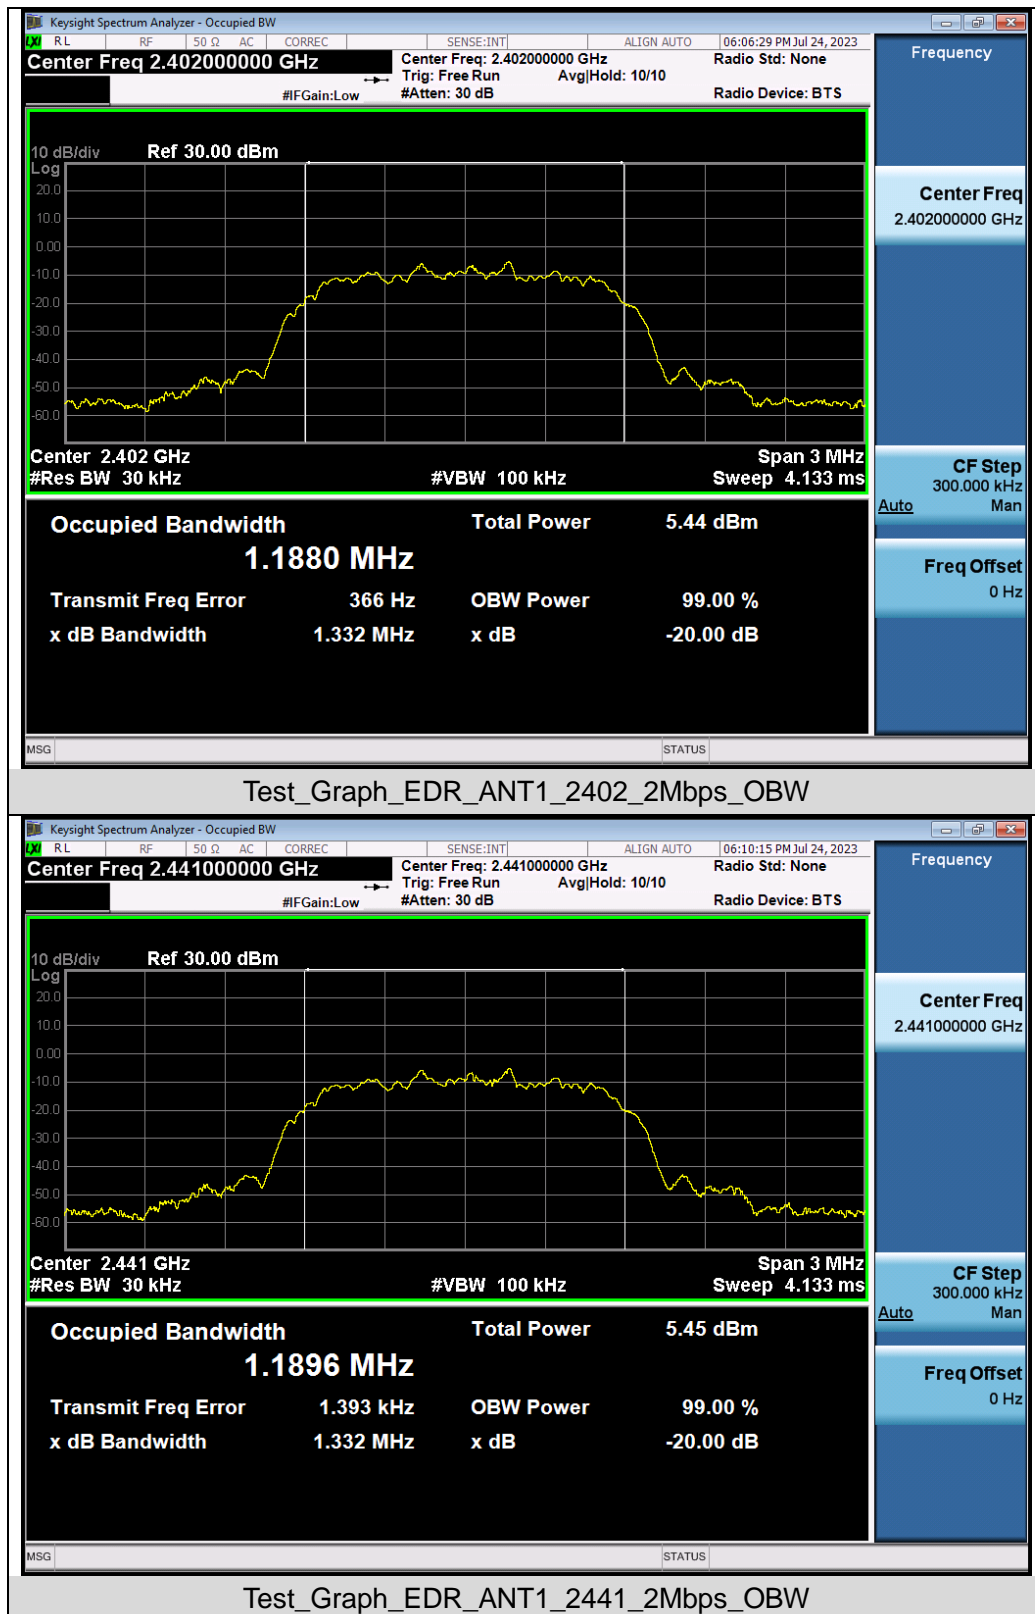 Keysight Spectrum Analyzer - Occupied BW
LXI RL RF 50 Ω AC CORREC SENSE:INT ALIGN AUTO 06:06:29 PM Jul 24, 2023
Center Freq 2.402000000 GHz
Center Freq: 2.402000000 GHz
Radio Std: None
Trig: Free Run Avg|Hold: 10/10
#IFGain:Low
#Atten: 30 dB
Radio Device: BTS
Frequency
10 dB/div Ref 30.00 dBm
Log
20.0
10.0
0.00
-10.0
-20.0
-30.0
-40.0
-50.0
-60.0
Center 2.402 GHz
Span 3 MHz
#Res BW 30 kHz
#VBW 100 kHz
Sweep 4.133 ms
Center Freq
2.402000000 GHz
CF Step
300.000 kHz
Auto Man
Freq Offset
0 Hz
Occupied Bandwidth
Total Power 5.44 dBm
1.1880 MHz
Transmit Freq Error 366 Hz
OBW Power 99.00 %
x dB Bandwidth 1.332 MHz
x dB -20.00 dB
MSG STATUS
Test_Graph_EDR_ANT1_2402_2Mbps_OBW
Keysight Spectrum Analyzer - Occupied BW
LXI RL RF 50 Ω AC CORREC SENSE:INT ALIGN AUTO 06:10:15 PM Jul 24, 2023
Center Freq 2.441000000 GHz
Center Freq: 2.441000000 GHz
Radio Std: None
Trig: Free Run Avg|Hold: 10/10
#IFGain:Low
#Atten: 30 dB
Radio Device: BTS
Frequency
10 dB/div Ref 30.00 dBm
Log
20.0
10.0
0.00
-10.0
-20.0
-30.0
-40.0
-50.0
-60.0
Center 2.441 GHz
Span 3 MHz
#Res BW 30 kHz
#VBW 100 kHz
Sweep 4.133 ms
Center Freq
2.441000000 GHz
CF Step
300.000 kHz
Auto Man
Freq Offset
0 Hz
Occupied Bandwidth
Total Power 5.45 dBm
1.1896 MHz
Transmit Freq Error 1.393 kHz
OBW Power 99.00 %
x dB Bandwidth 1.332 MHz
x dB -20.00 dB
MSG STATUS
Test_Graph_EDR_ANT1_2441_2Mbps_OBW